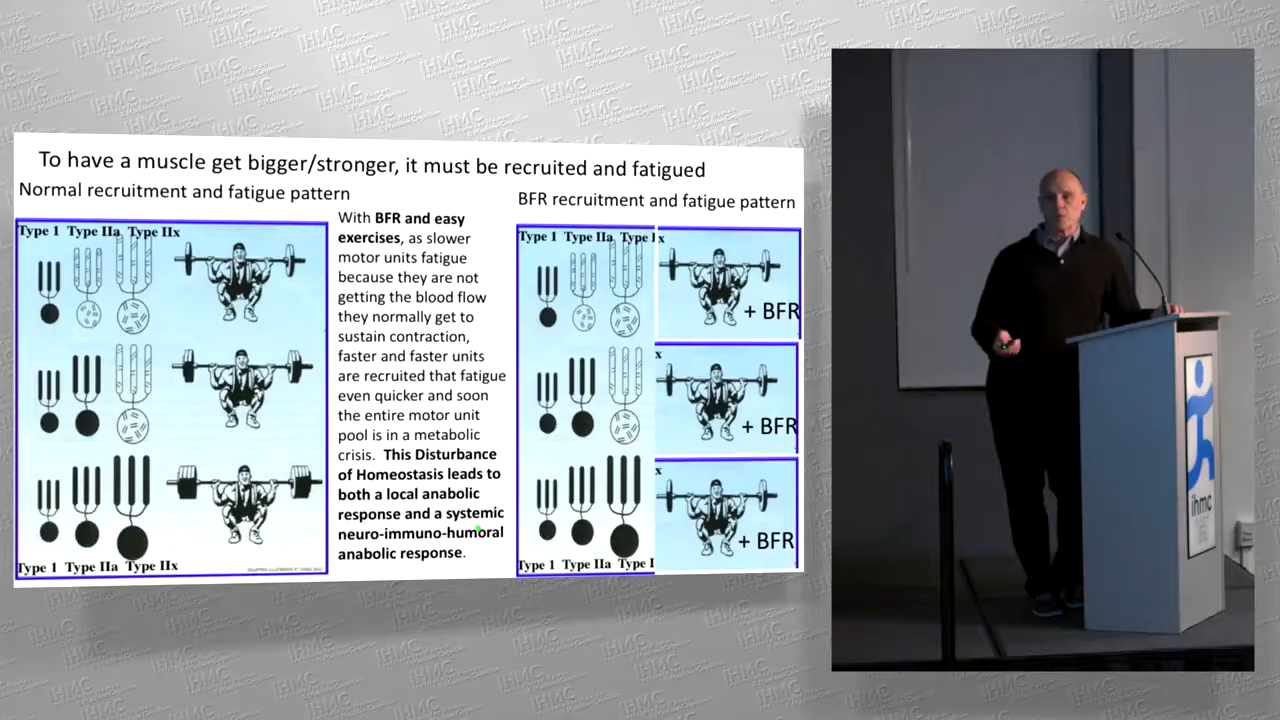 To have a muscle get bigger/stronger, it must be recruited and fatigued
Normal recruitment and fatigue pattern
Type 1 Type IIa Type IIx
Type 1 Type IIa Type IIx
With BFR and easy
exercises, as slower
motor units fatigue
because they are not
getting the blood flow
they normally get to
sustain contraction,
faster and faster units
are recruited that fatigue
even quicker and soon
the entire motor unit
pool is in a metabolic
crisis. This Disturbance
of Homeostasis leads to
both a local anabolic
response and a systemic
neuro-immuno-humoral
anabolic response.
BFR recruitment and fatigue pattern
Type 1 Type IIa Type Ix
+ BFR
x
+ BFR
x
+ BFR
Type 1 Type IIa Type I
ihmc
IHMC